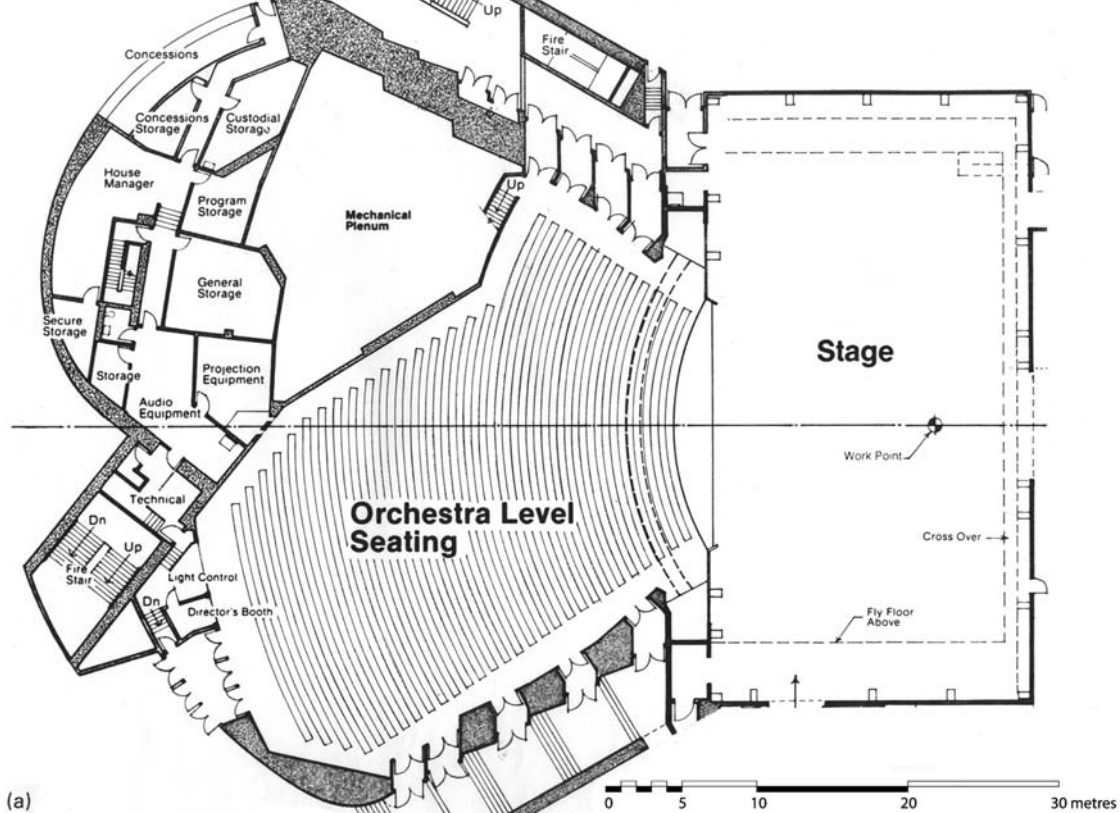 Up
Concessions
Fire
Stair
Concessions
Storage
Custodial
Storage
House
Manager
Up
Program
Storage
Mechanical
Plenum
General
Storage
Secure
Storage
Stage
Storage
Projection
Equipment
Audio
Equipment
Work Point
Technical
Orchestra Level
Seating
Dn
Up
Cross Over
Fire
Stair
Light Control
Dn
Director's Booth
Fly Floor
Above
(a)
0 5 10 20 30 metres